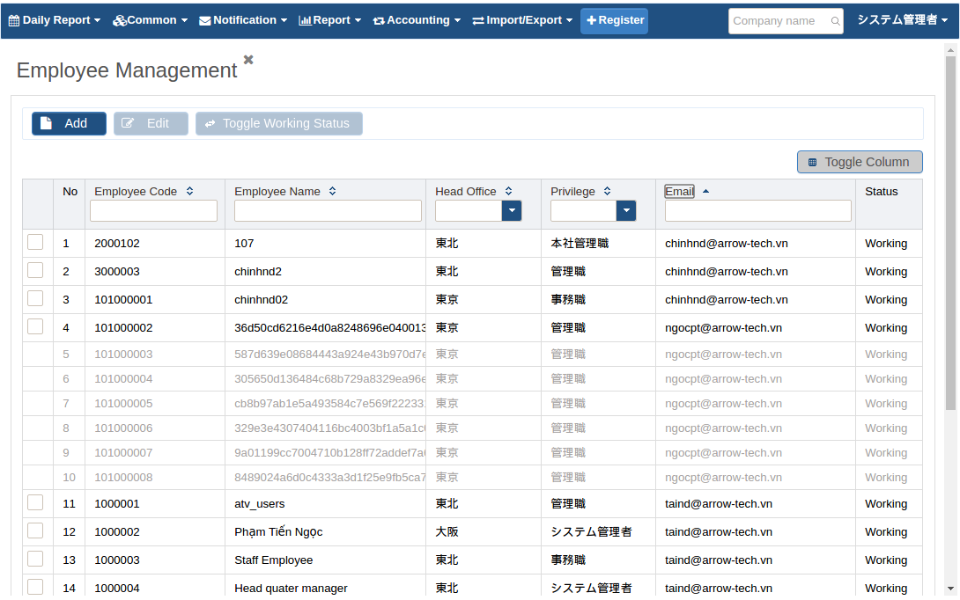 Daily Report Common Notification Report Accounting Import/Export Register Company name システム管理者
Employee Management
Add Edit Toggle Working Status
Toggle Column
No Employee Code Employee Name Head Office Privilege Email Status
1 2000102 107 東北 本社管理職 chinhnd@arrow-tech.vn Working
2 3000003 chinhnd2 東北 管理職 chinhnd@arrow-tech.vn Working
3 101000001 chinhnd02 東京 事務職 chinhnd@arrow-tech.vn Working
4 101000002 36d50cd6216e4d0a8248696e040013 東京 管理職 ngocpt@arrow-tech.vn Working
5 101000003 587d639e08684443a924e43b970d7e 東京 管理職 ngocpt@arrow-tech.vn Working
6 101000004 305650d136484c68b729a8329ea96e 東京 管理職 ngocpt@arrow-tech.vn Working
7 101000005 cb8b97ab1e5a493584c7e569f22233 東京 管理職 ngocpt@arrow-tech.vn Working
8 101000006 329e3e4307404116bc4003bf1a5a1c 東京 管理職 ngocpt@arrow-tech.vn Working
9 101000007 9a01199cc7004710b128ff72addef7a 東京 管理職 ngocpt@arrow-tech.vn Working
10 101000008 8489024a6d0c4333a3d1f25e9fb5ca7 東京 管理職 ngocpt@arrow-tech.vn Working
11 1000001 atv_users 東北 管理職 taind@arrow-tech.vn Working
12 1000002 Phạm Tiến Ngọc 大阪 システム管理者 taind@arrow-tech.vn Working
13 1000003 Staff Employee 東北 事務職 taind@arrow-tech.vn Working
14 1000004 Head quater manager 東北 システム管理者 taind@arrow-tech.vn Working